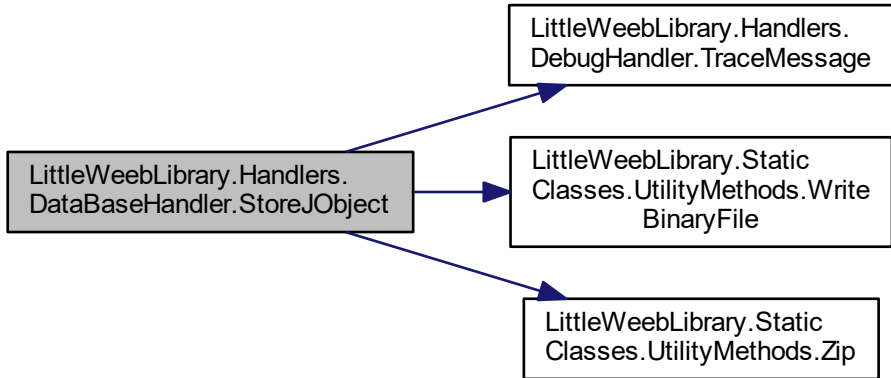 LittleWeebLibrary.Handlers.
DataBaseHandler.StoreJObject
LittleWeebLibrary.Handlers.
DebugHandler.TraceMessage
LittleWeebLibrary.Static
Classes.UtilityMethods.Write
BinaryFile
LittleWeebLibrary.Static
Classes.UtilityMethods.Zip